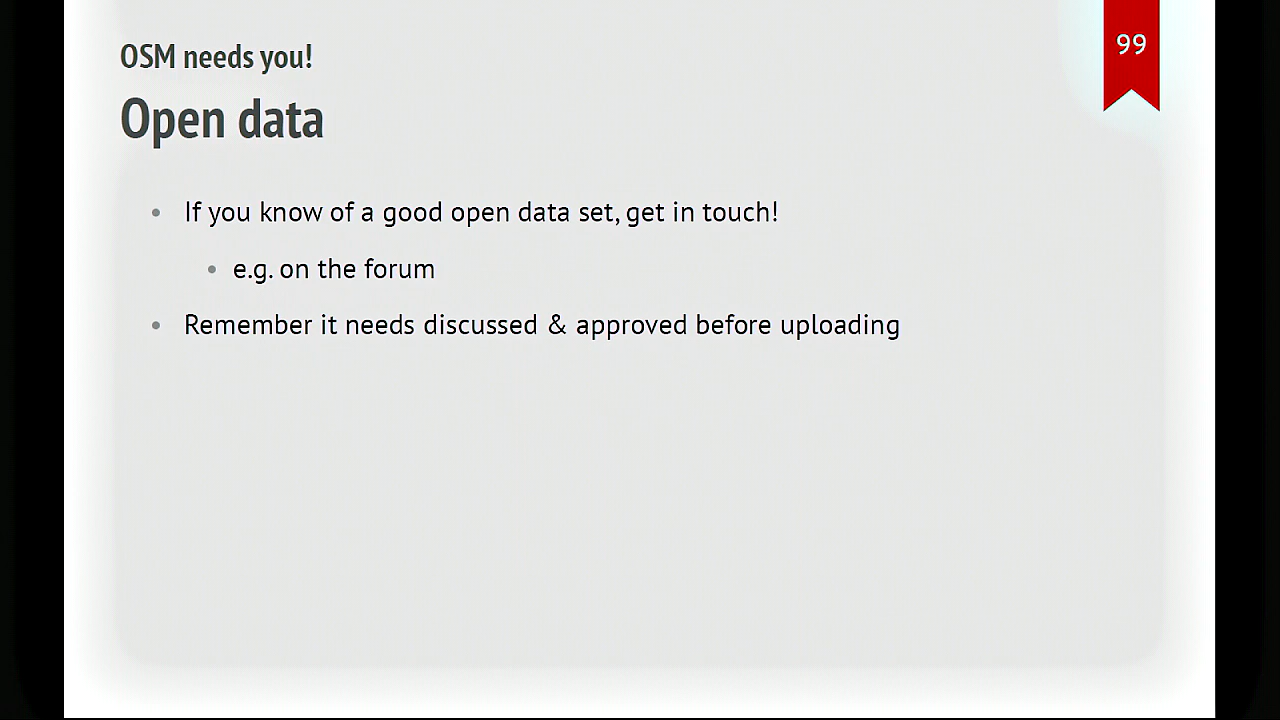 OSM needs you!
99
Open data
If you know of a good open data set, get in touch!
e.g. on the forum
Remember it needs discussed & approved before uploading